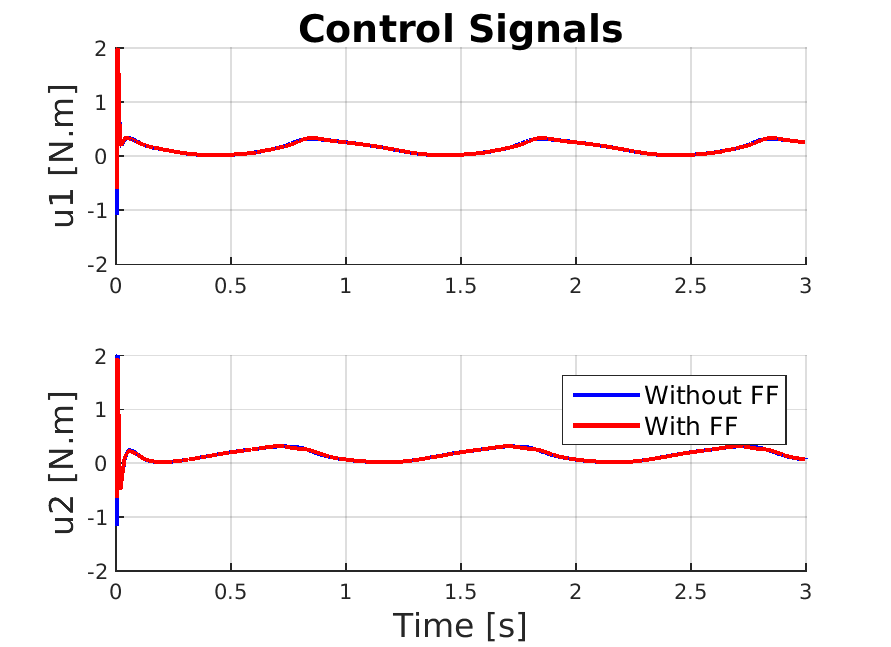 Control Signals
u1 [N.m]
2
1
0
-1
-2
0 0.5 1 1.5 2 2.5 3
u2 [N.m]
2
1
0
-1
-2
Without FF
With FF
0 0.5 1 1.5 2 2.5 3
Time [s]